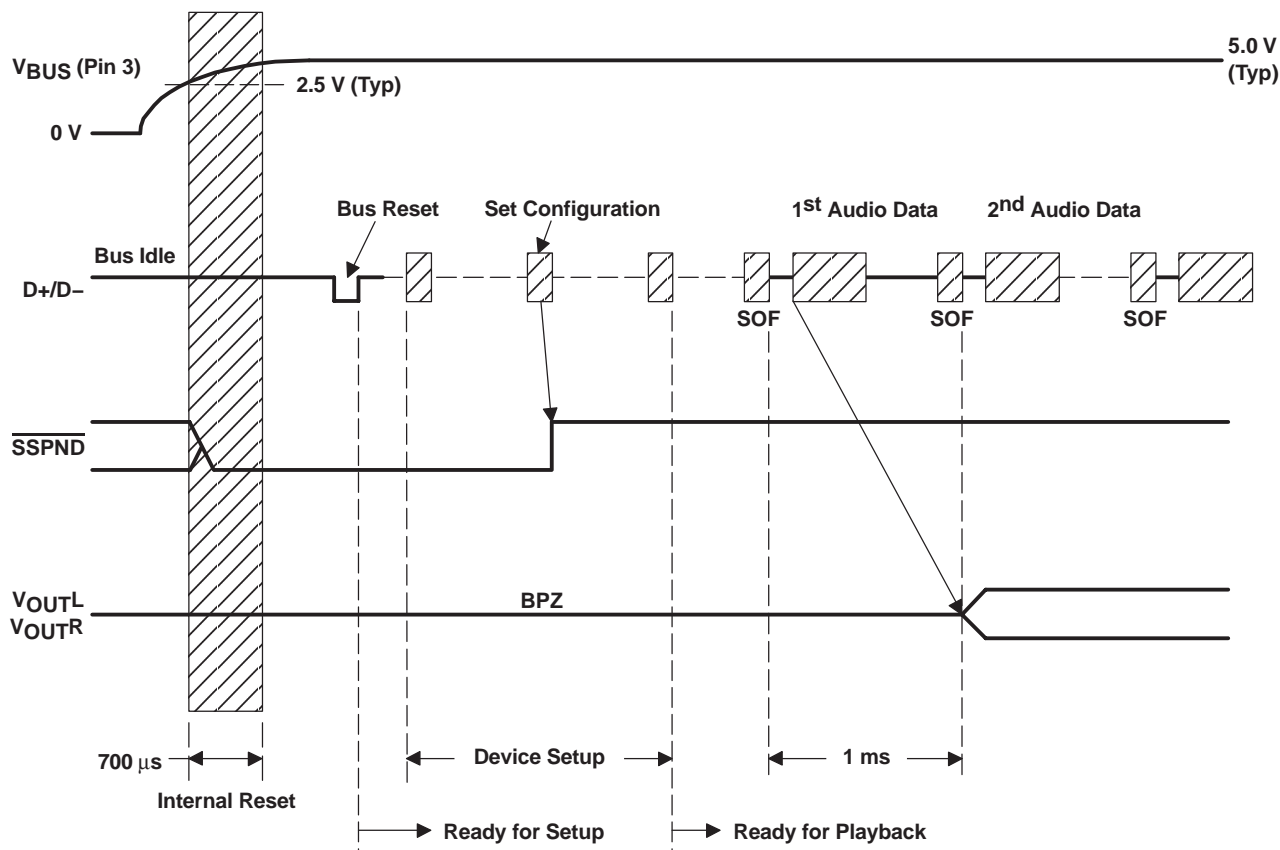 VBUS (Pin 3)
5.0 V
(Typ)
2.5 V (Typ)
0 V
Bus Reset
Set Configuration
1st Audio Data
2nd Audio Data
Bus Idle
D+/D–
SOF
SOF
SOF
SSPND
VOUTL
VOUTR
BPZ
700 μs
Device Setup
1 ms
Internal Reset
Ready for Setup
Ready for Playback